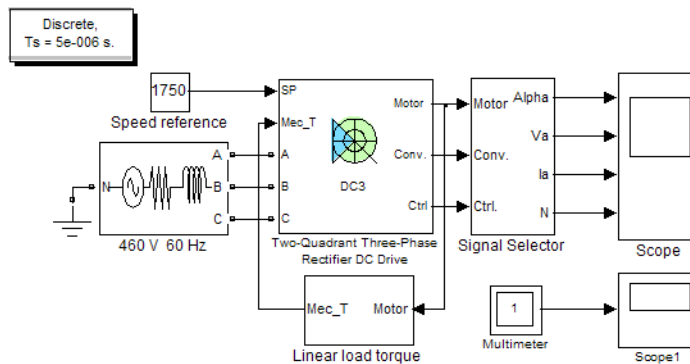 Discrete,
Ts = 5e-006 s.
1750
Speed reference
SP
Mec_T
A
B
C
Motor
Conv.
Ctrl
DC3
Two-Quadrant Three-Phase
Rectifier DC Drive
N
A
B
C
460 V 60 Hz
Motor
Conv.
Ctrl.
Alpha
Va
Ia
N
Signal Selector
Scope
Mec_T
Motor
Linear load torque
1
Multimeter
Scope1